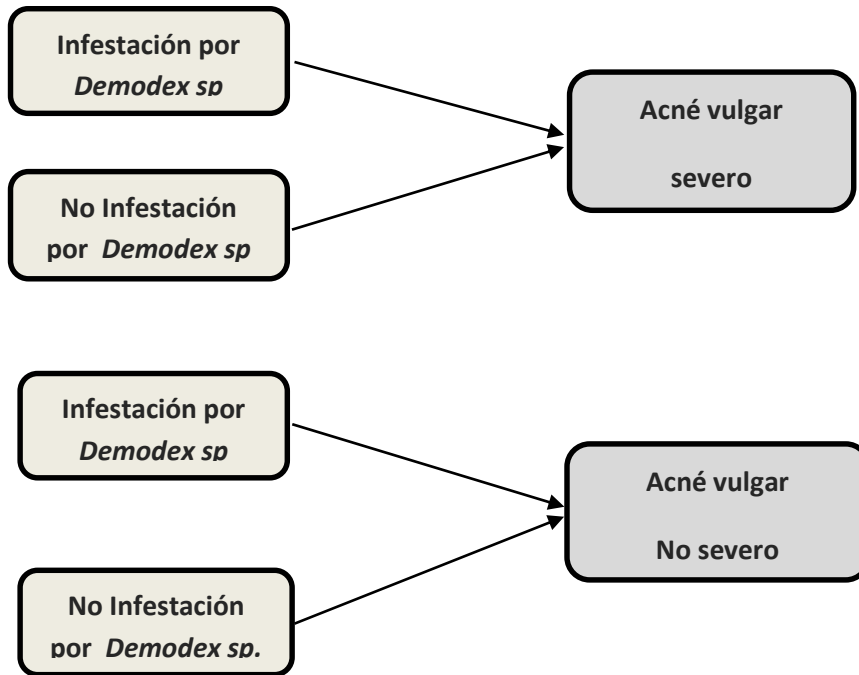 Infestación por
Demodex sp
Acné vulgar
severo
No Infestación
por Demodex sp
Infestación por
Demodex sp
Acné vulgar
No severo
No Infestación
por Demodex sp.